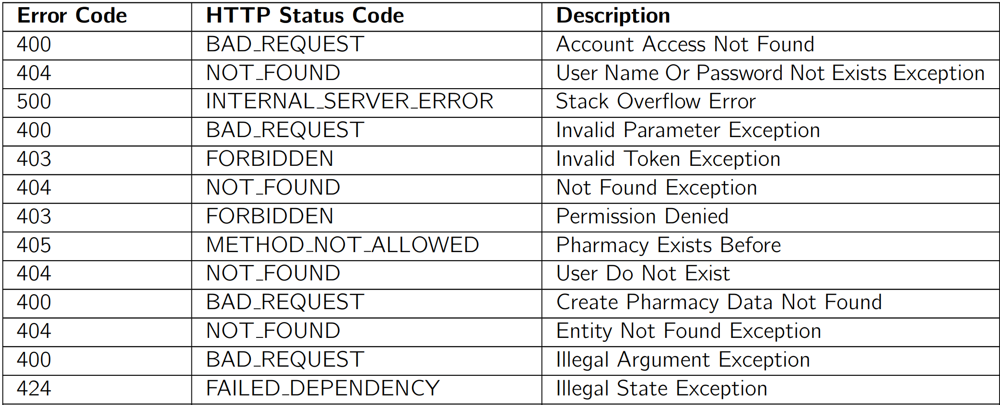 Error Code HTTP Status Code Description
400 BAD_REQUEST Account Access Not Found
404 NOT_FOUND User Name Or Password Not Exists Exception
500 INTERNAL_SERVER_ERROR Stack Overflow Error
400 BAD_REQUEST Invalid Parameter Exception
403 FORBIDDEN Invalid Token Exception
404 NOT_FOUND Not Found Exception
403 FORBIDDEN Permission Denied
405 METHOD_NOT_ALLOWED Pharmacy Exists Before
404 NOT_FOUND User Do Not Exist
400 BAD_REQUEST Create Pharmacy Data Not Found
404 NOT_FOUND Entity Not Found Exception
400 BAD_REQUEST Illegal Argument Exception
424 FAILED_DEPENDENCY Illegal State Exception